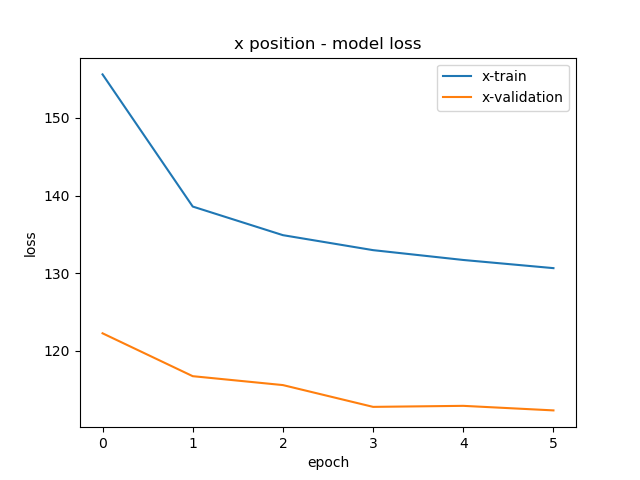 x position - model loss
x-train
x-validation
150
140
130
120
loss
0 1 2 3 4 5
epoch